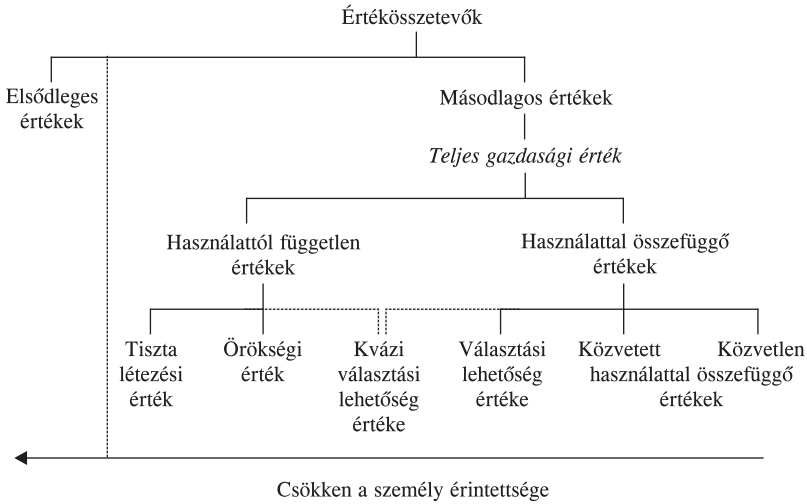 Értékösszetevők
Elsődleges
értékek
Másodlagos értékek
Teljes gazdasági érték
Használattól független
értékek
Használattal összefüggő
értékek
Tiszta
létezési
érték
Örökségi
érték
Kvázi
választási
lehetőség
értéke
Választási
lehetőség
értéke
Közvetett Közvetlen
használattal összefüggő
értékek
Csökken a személy érintettsége